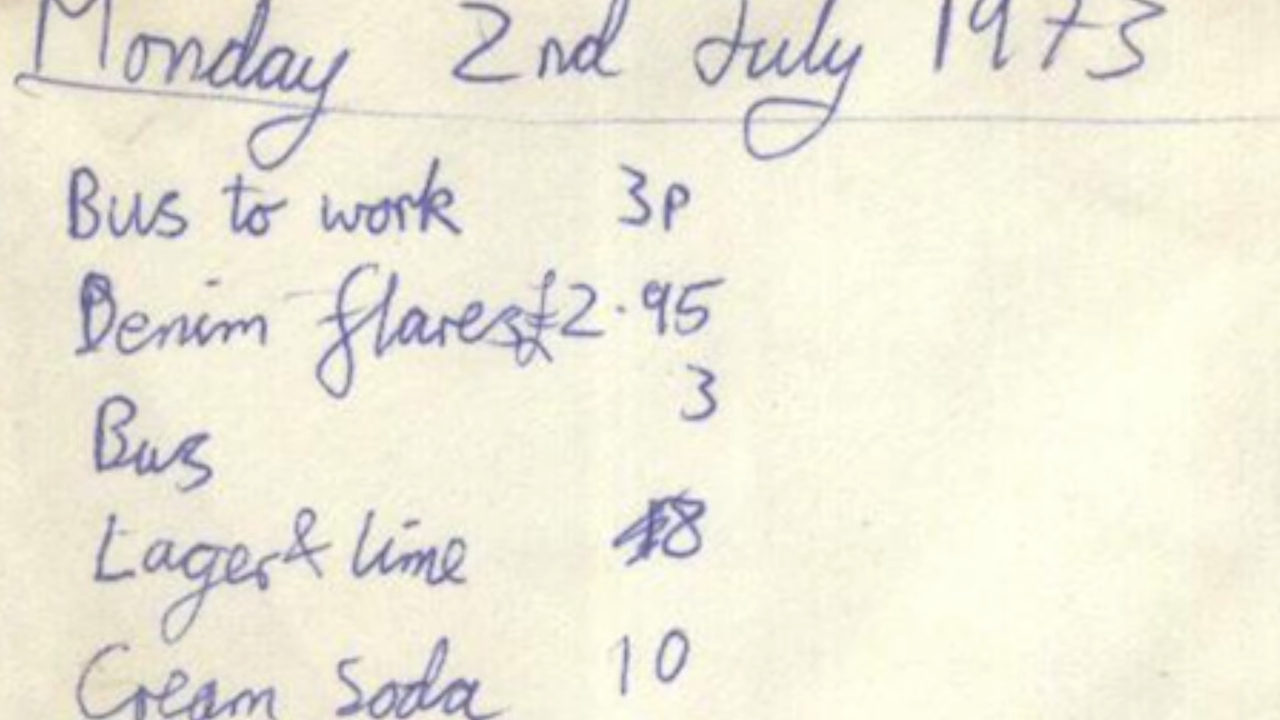 Monday 2nd July 1973
Bus to work 3p
Denim flares £2.95
Bus 3
Lager & lime 18
Cream Soda 10